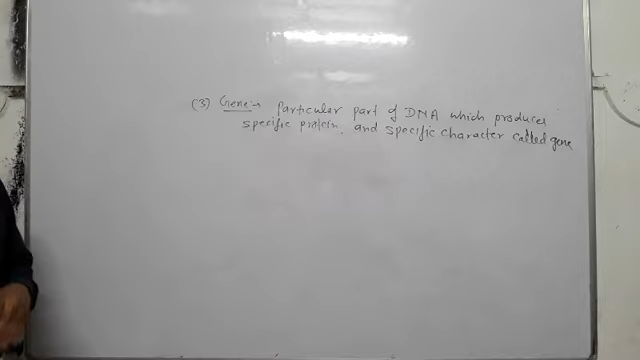 (3) Gene:→ Particular part of DNA which produces
specific protein, and specific character called gene